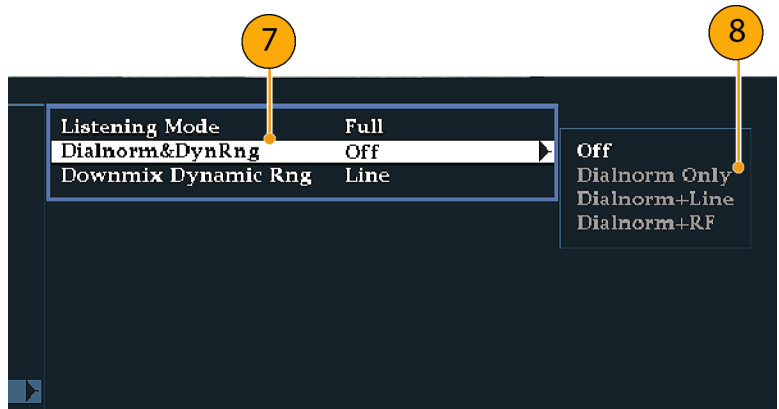 7
8
Listening Mode Full
Dialnorm&DynRng Off
Downmix Dynamic Rng Line
Off
Dialnorm Only
Dialnorm+Line
Dialnorm+RF